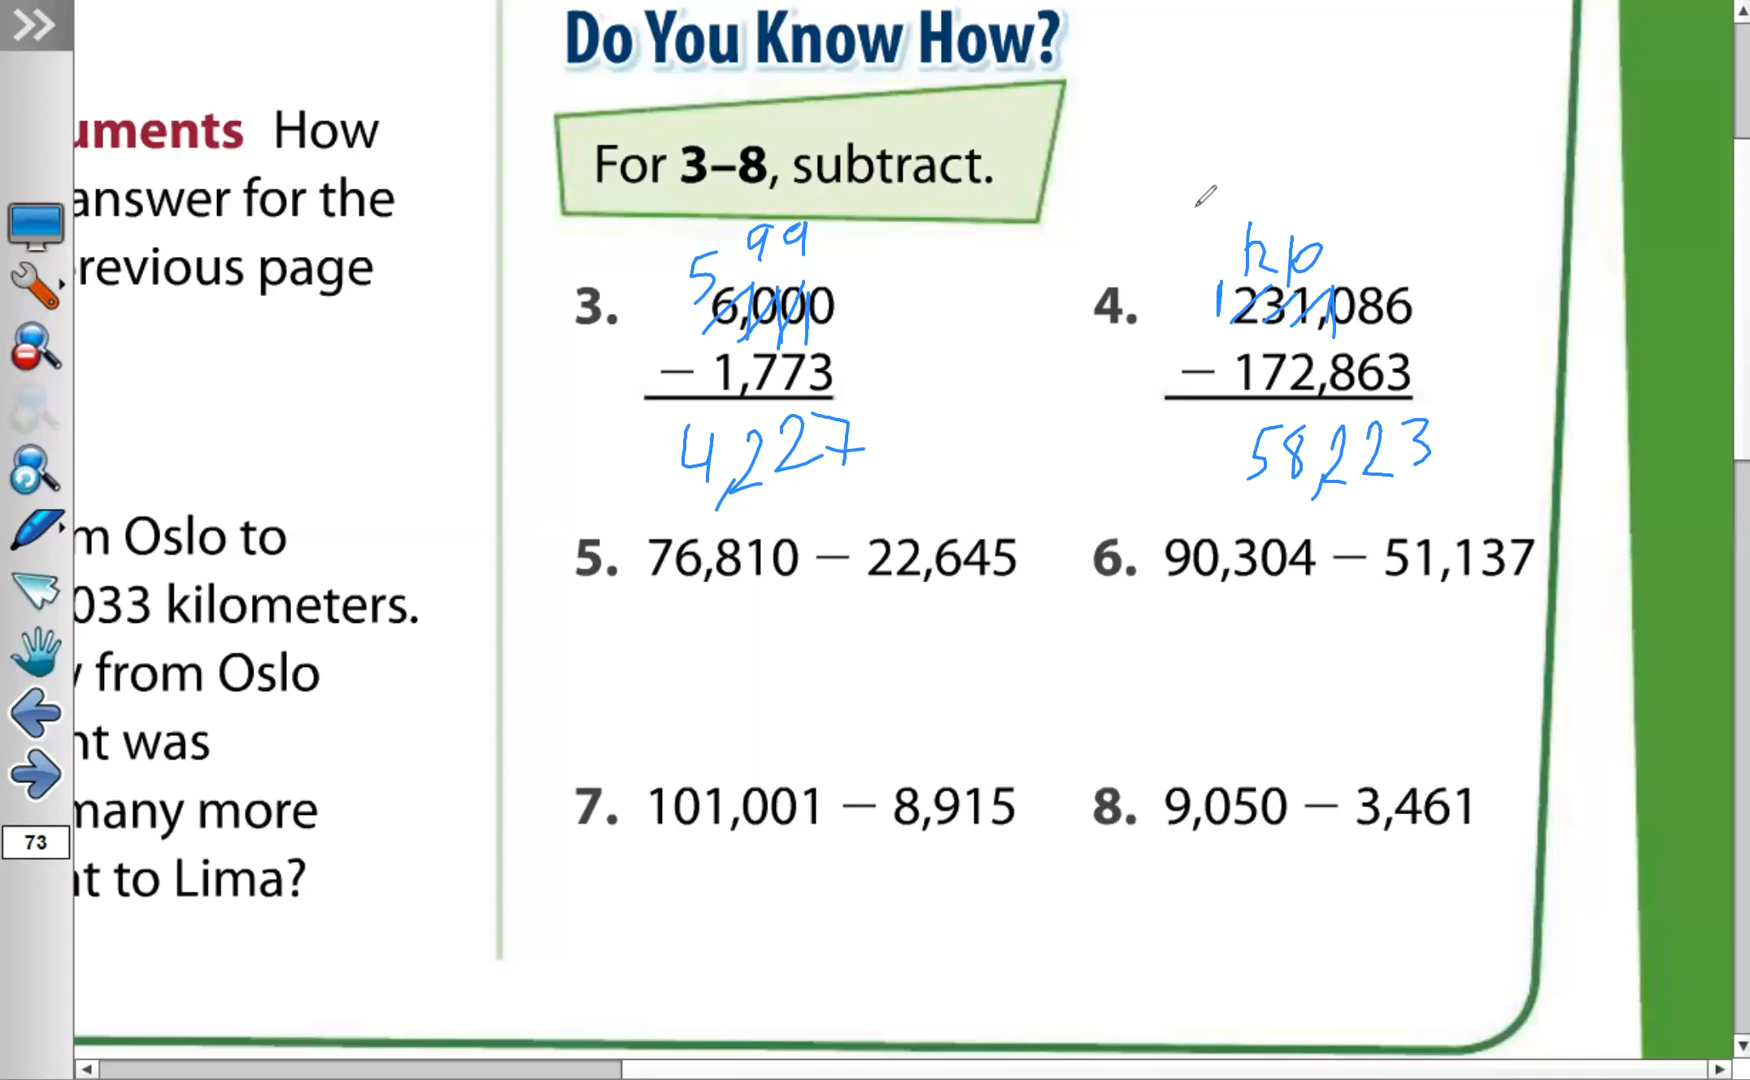 Do You Know How?
uments How
answer for the
revious page
For 3–8, subtract.
5 9 9
3. 6,000
− 1,773
4,227
1 12 10
4. 231,086
− 172,863
58,223
m Oslo to
033 kilometers.
from Oslo
nt was
many more
nt to Lima?
5. 76,810 − 22,645
6. 90,304 − 51,137
7. 101,001 − 8,915
8. 9,050 − 3,461
73